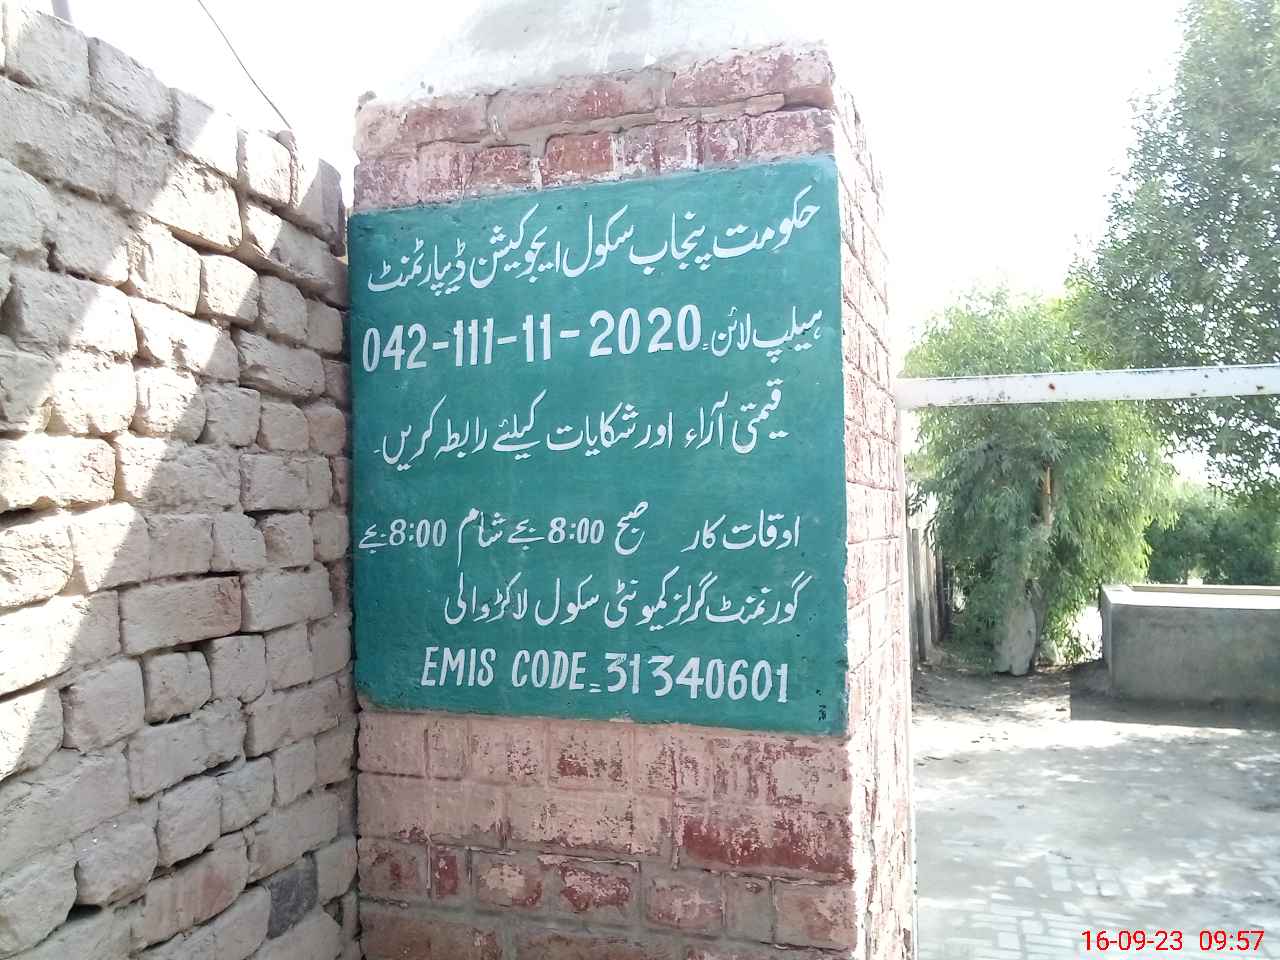 حکومت پنجاب سکول ایجوکیشن ڈیپارٹمنٹ
ہیلپ لائن۔ 042-111-11-2020
قیمتی آراء اور شکایات کیلئے رابطہ کریں۔
اوقات کار صبح 8:00 بجے شام 8:00 بجے
گورنمنٹ گرلز کمیونٹی سکول لاکڑوالی
EMIS CODE = 31340601
16-09-23 09:57